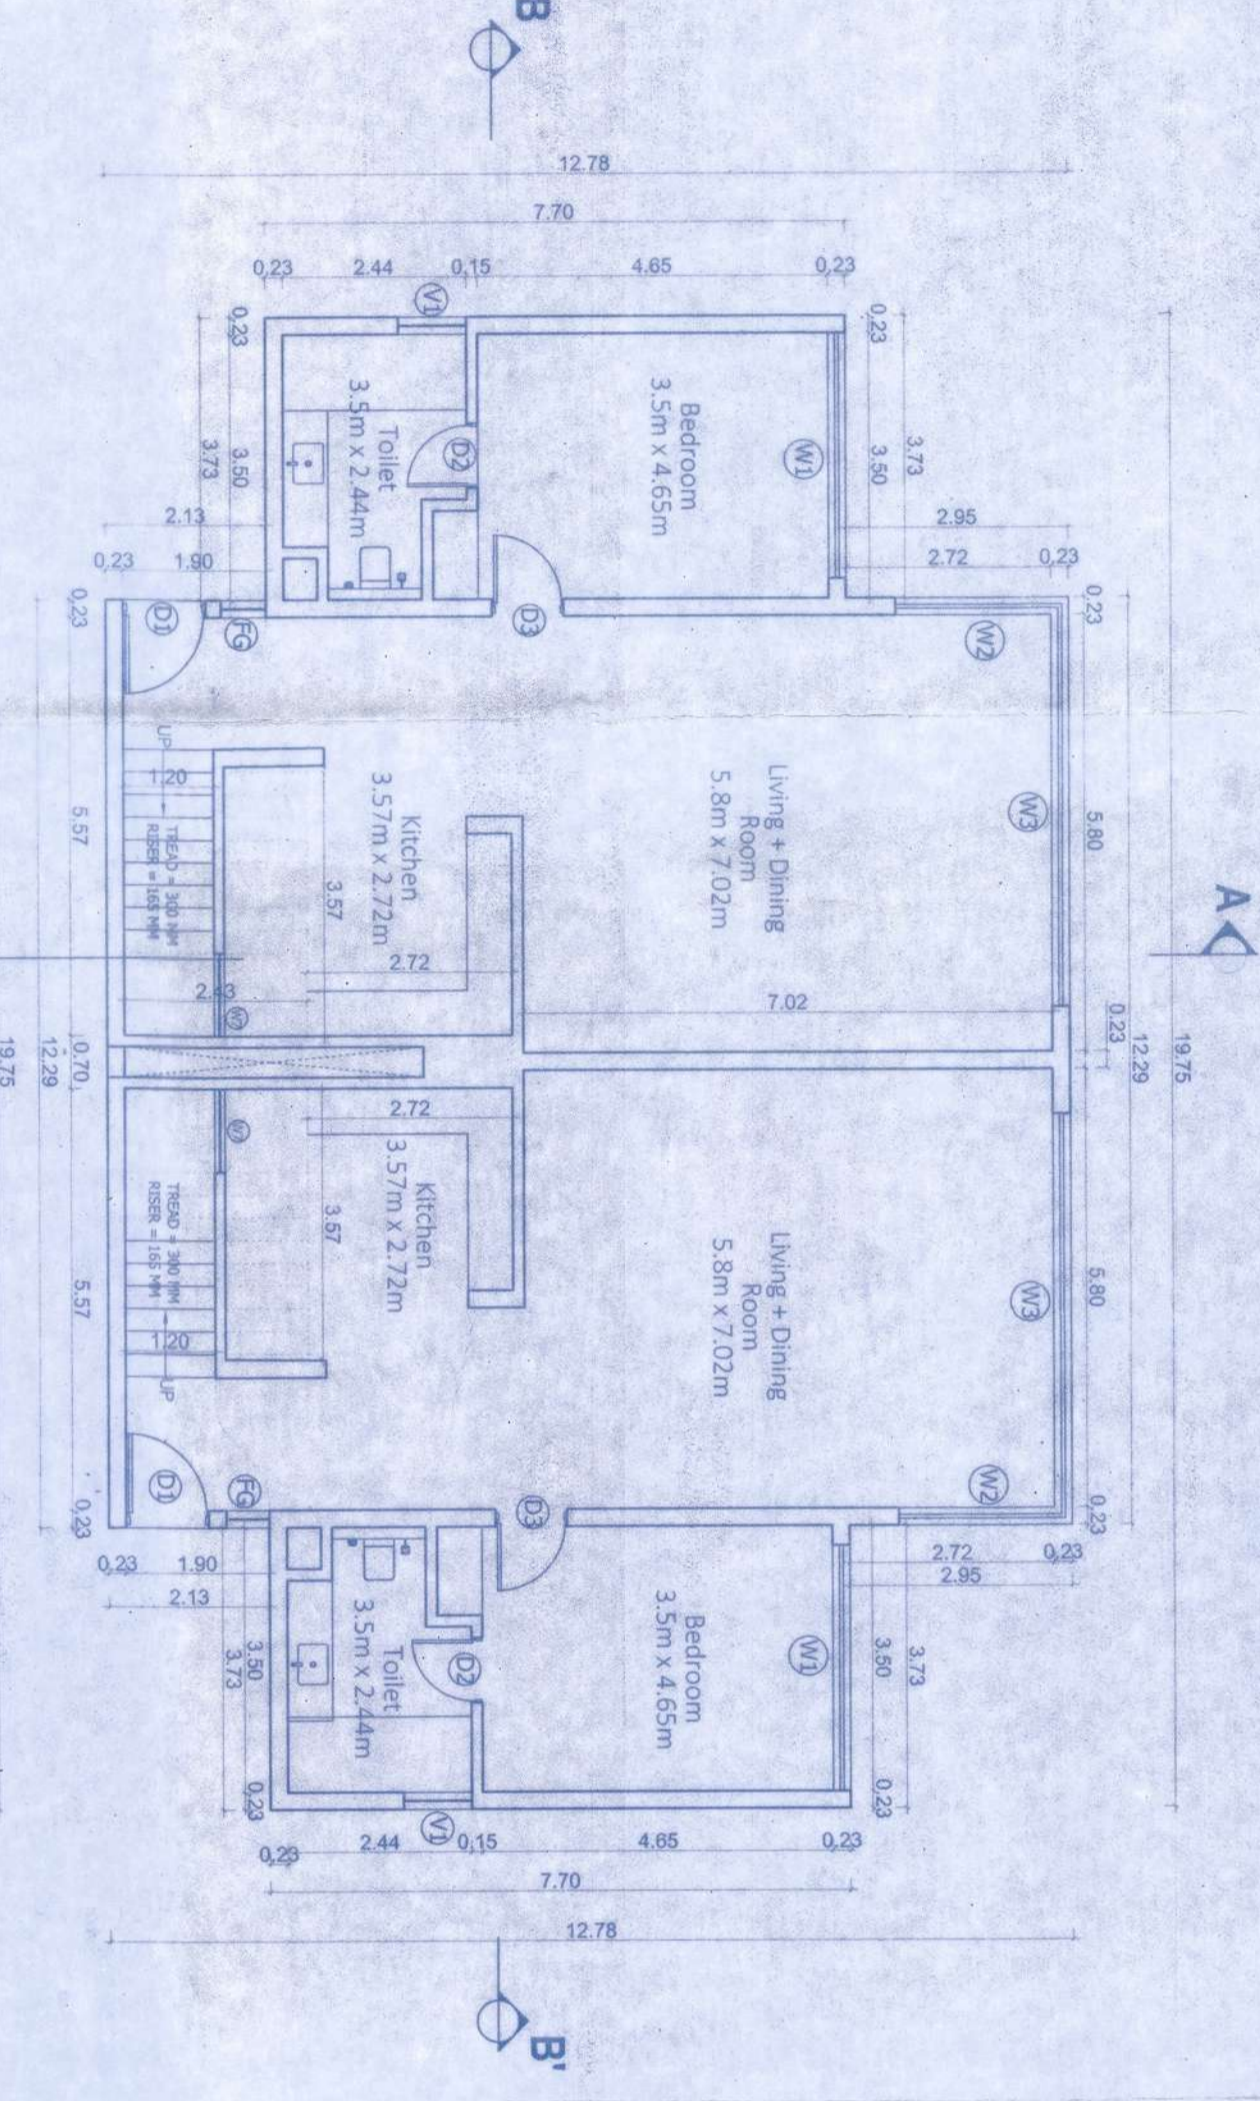 B
12.78
7.70
0,23
2.44
0,15
4.65
0,23
V1
0,23
3.50
3.73
Toilet
3.5m x 2.44m
D2
Bedroom
3.5m x 4.65m
W1
0,23
3.50
3.73
2.13
0,23
1.90
2.95
2.72
0,23
0,23
D1
FG
D3
W2
0,23
UP
1.20
TREAD = 300 MM
RISER = 165 MM
5.57
Kitchen
3.57m x 2.72m
3.57
2.72
2.43
Living + Dining
Room
5.8m x 7.02m
7.02
W3
5.80
A
0.23
12.29
19.75
0,70
12.29
19.75
2.72
Kitchen
3.57m x 2.72m
3.57
TREAD = 300 MM
RISER = 165 MM
1.20
UP
5.57
Living + Dining
Room
5.8m x 7.02m
W3
5.80
D1
FG
D3
W2
0,23
0,23
0,23
1.90
2.13
2.72
0,23
2.95
3.50
3.73
0,23
Toilet
3.5m x 2.44m
D2
Bedroom
3.5m x 4.65m
W1
3.50
3.73
0,23
V1
0,23
2.44
0,15
4.65
0,23
7.70
12.78
B'